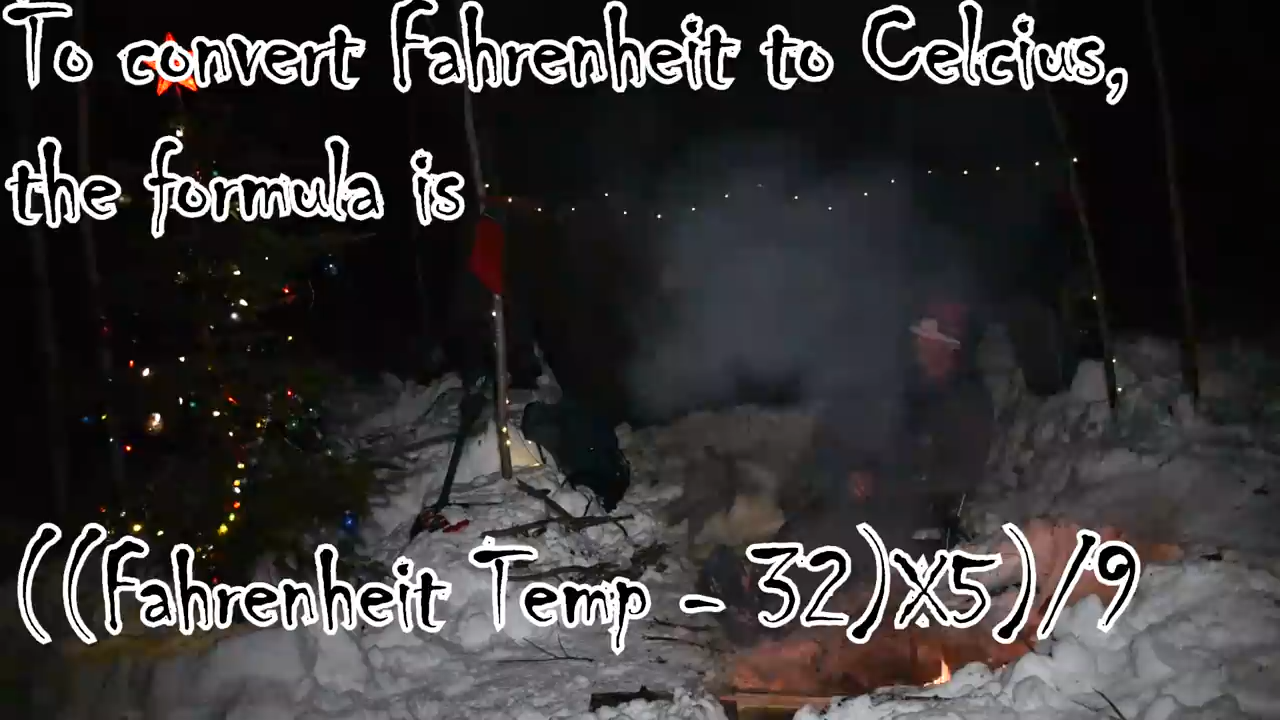 To convert Fahrenheit to Celcius,
the formula is
((Fahrenheit Temp - 32)X5)/9